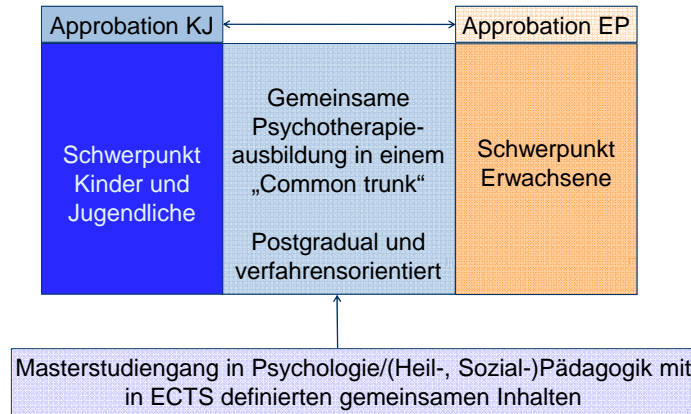 Approbation KJ
Approbation EP
Schwerpunkt
Kinder und
Jugendliche
Gemeinsame
Psychotherapie-
ausbildung in einem
„Common trunk“
Postgradual und
verfahrensorientiert
Schwerpunkt
Erwachsene
Masterstudiengang in Psychologie/(Heil-, Sozial-)Pädagogik mit
in ECTS definierten gemeinsamen Inhalten